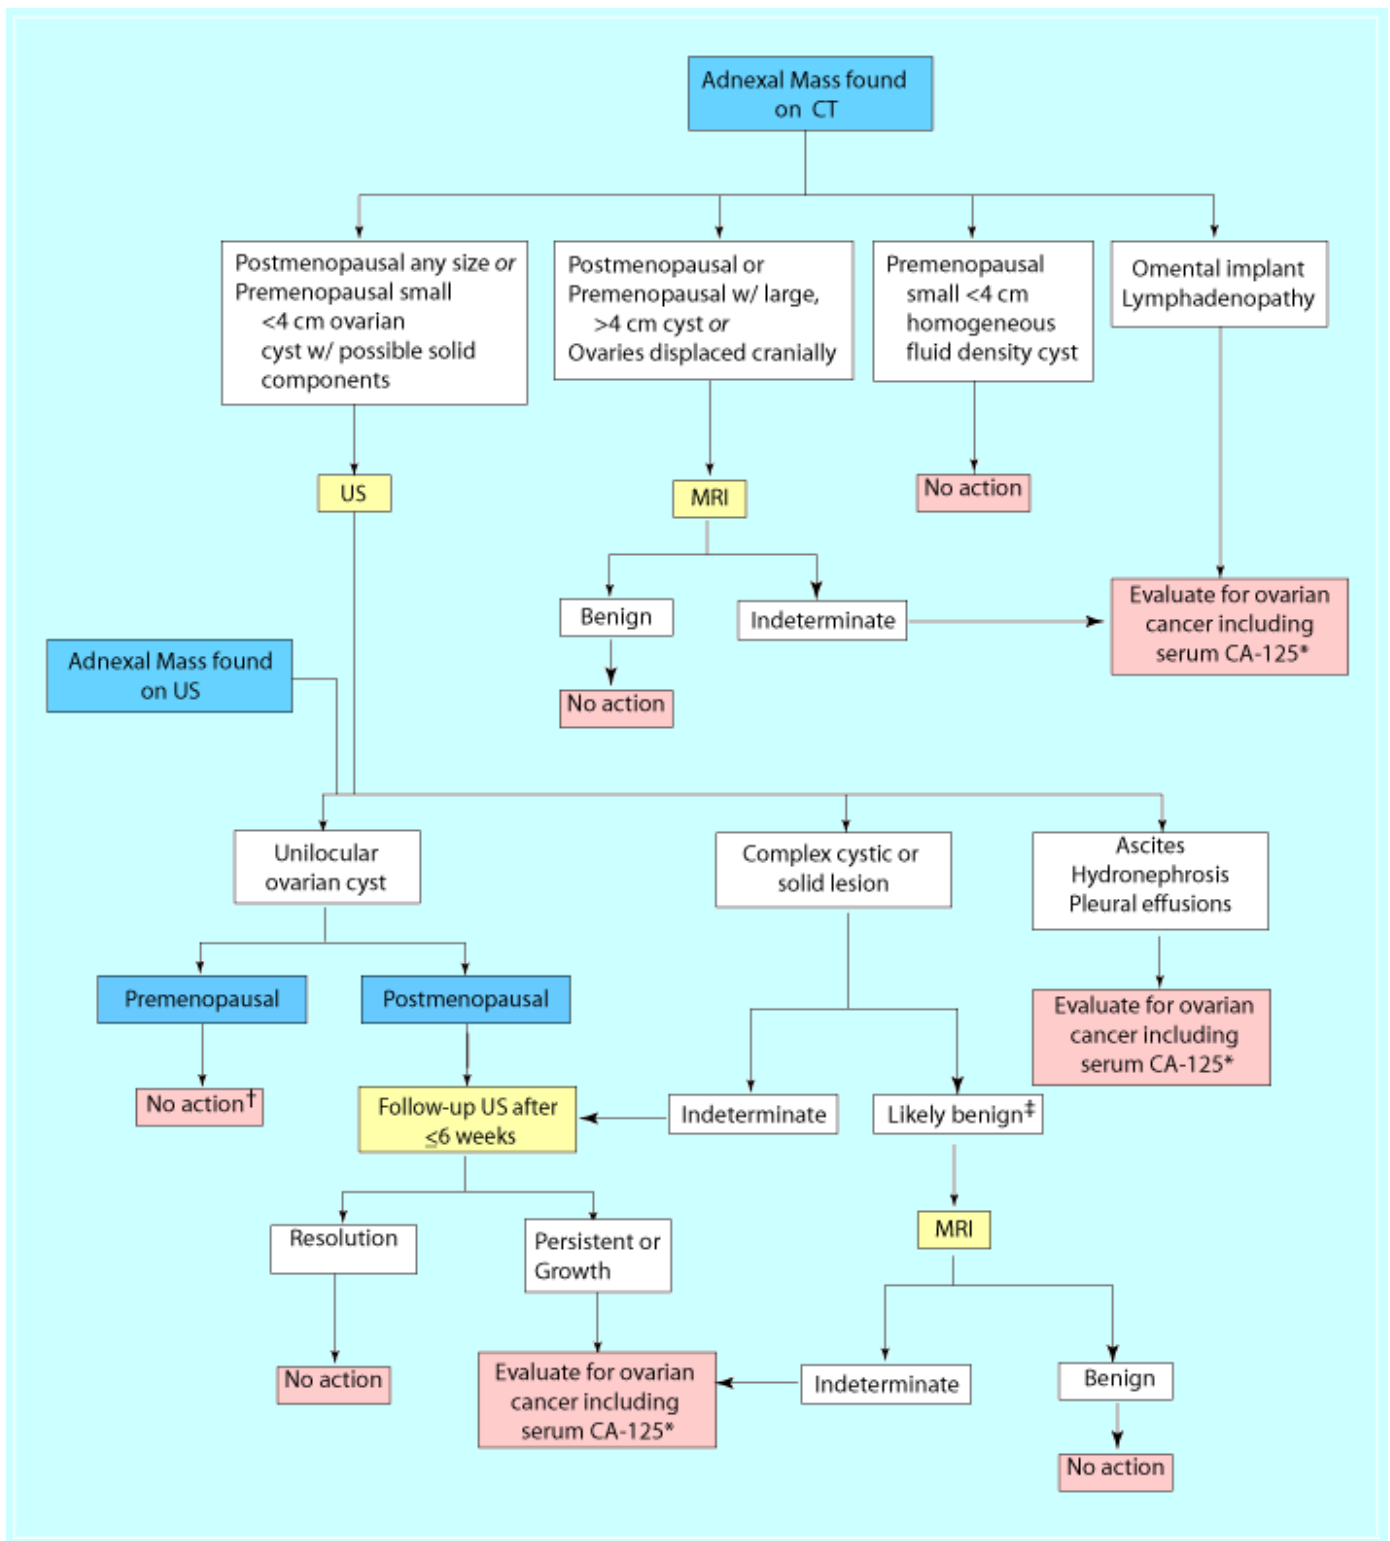 Adnexal Mass found
on CT
Postmenopausal any size or
Premenopausal small
<4 cm ovarian
cyst w/ possible solid
components
Postmenopausal or
Premenopausal w/ large,
>4 cm cyst or
Ovaries displaced cranially
Premenopausal
small <4 cm
homogeneous
fluid density cyst
Omental implant
Lymphadenopathy
US
MRI
No action
Benign
Indeterminate
Evaluate for ovarian
cancer including
serum CA-125*
No action
Adnexal Mass found
on US
Unilocular
ovarian cyst
Complex cystic or
solid lesion
Ascites
Hydronephrosis
Pleural effusions
Premenopausal
Postmenopausal
Evaluate for ovarian
cancer including
serum CA-125*
No action†
Follow-up US after
≤6 weeks
Indeterminate
Likely benign‡
Resolution
Persistent or
Growth
MRI
No action
Evaluate for ovarian
cancer including
serum CA-125*
Indeterminate
Benign
No action